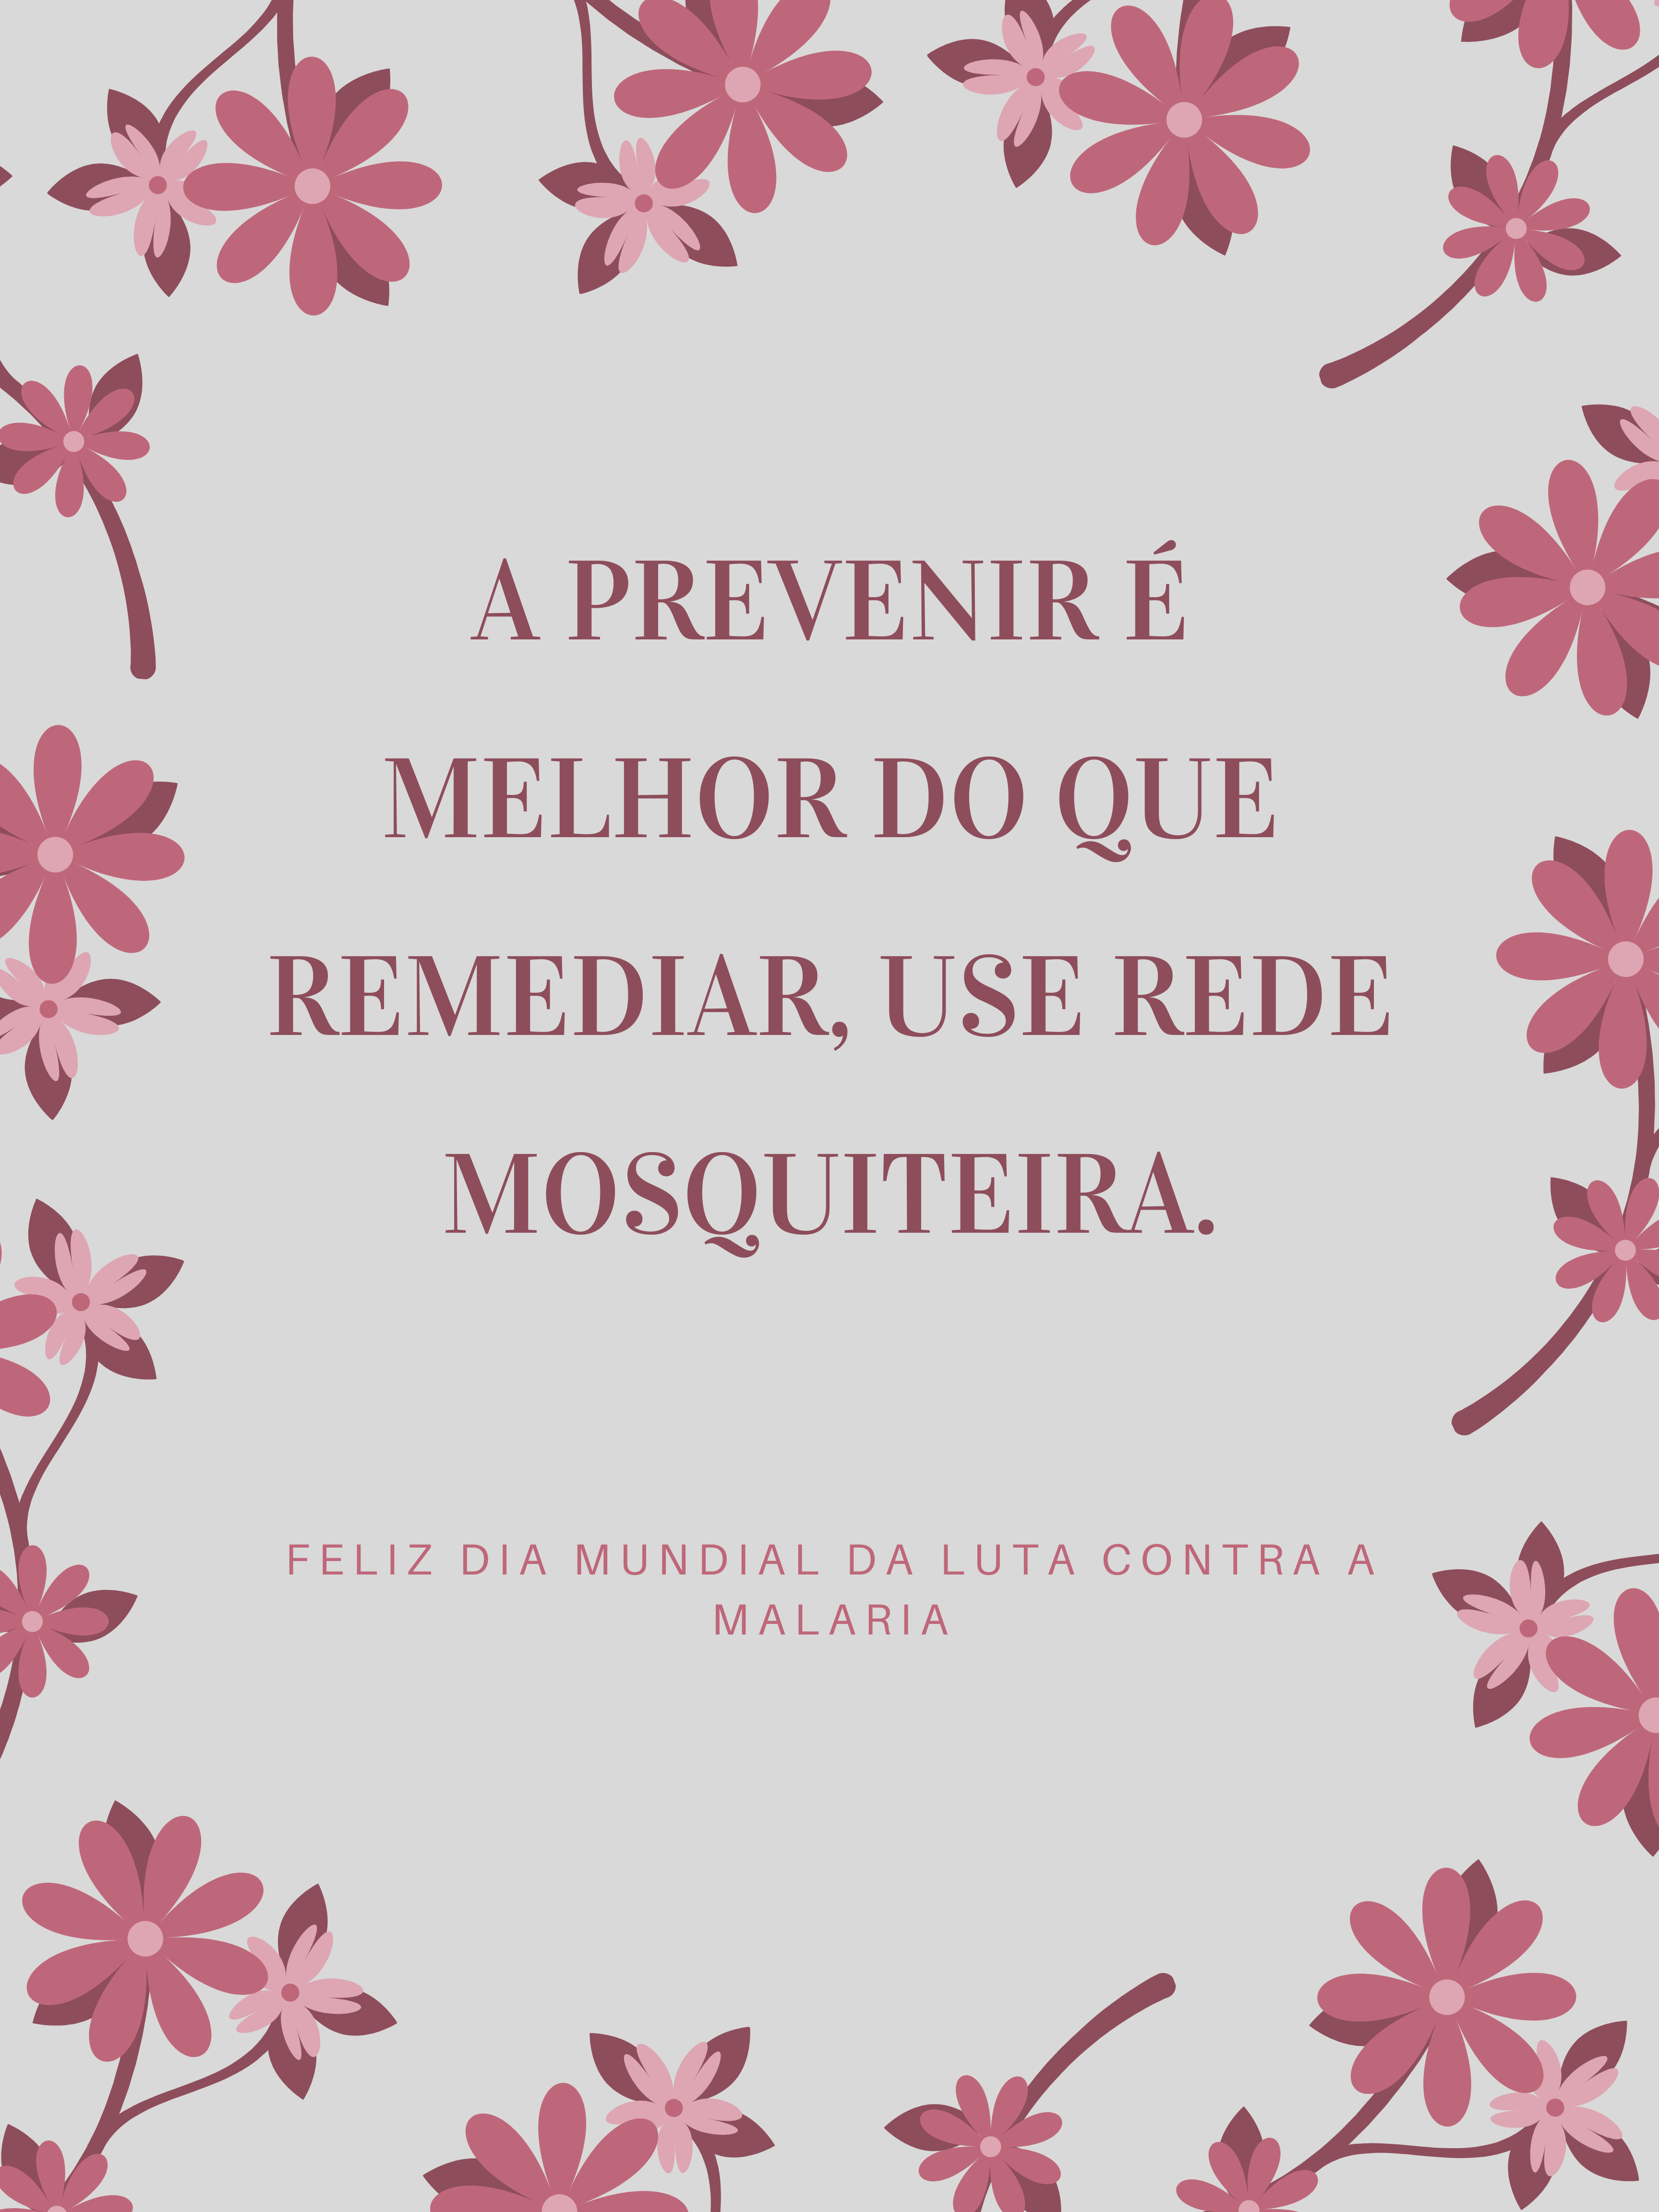 A PREVENIR É
MELHOR DO QUE
REMEDIAR, USE REDE
MOSQUITEIRA.
FELIZ DIA MUNDIAL DA LUTA CONTRA A
MALARIA